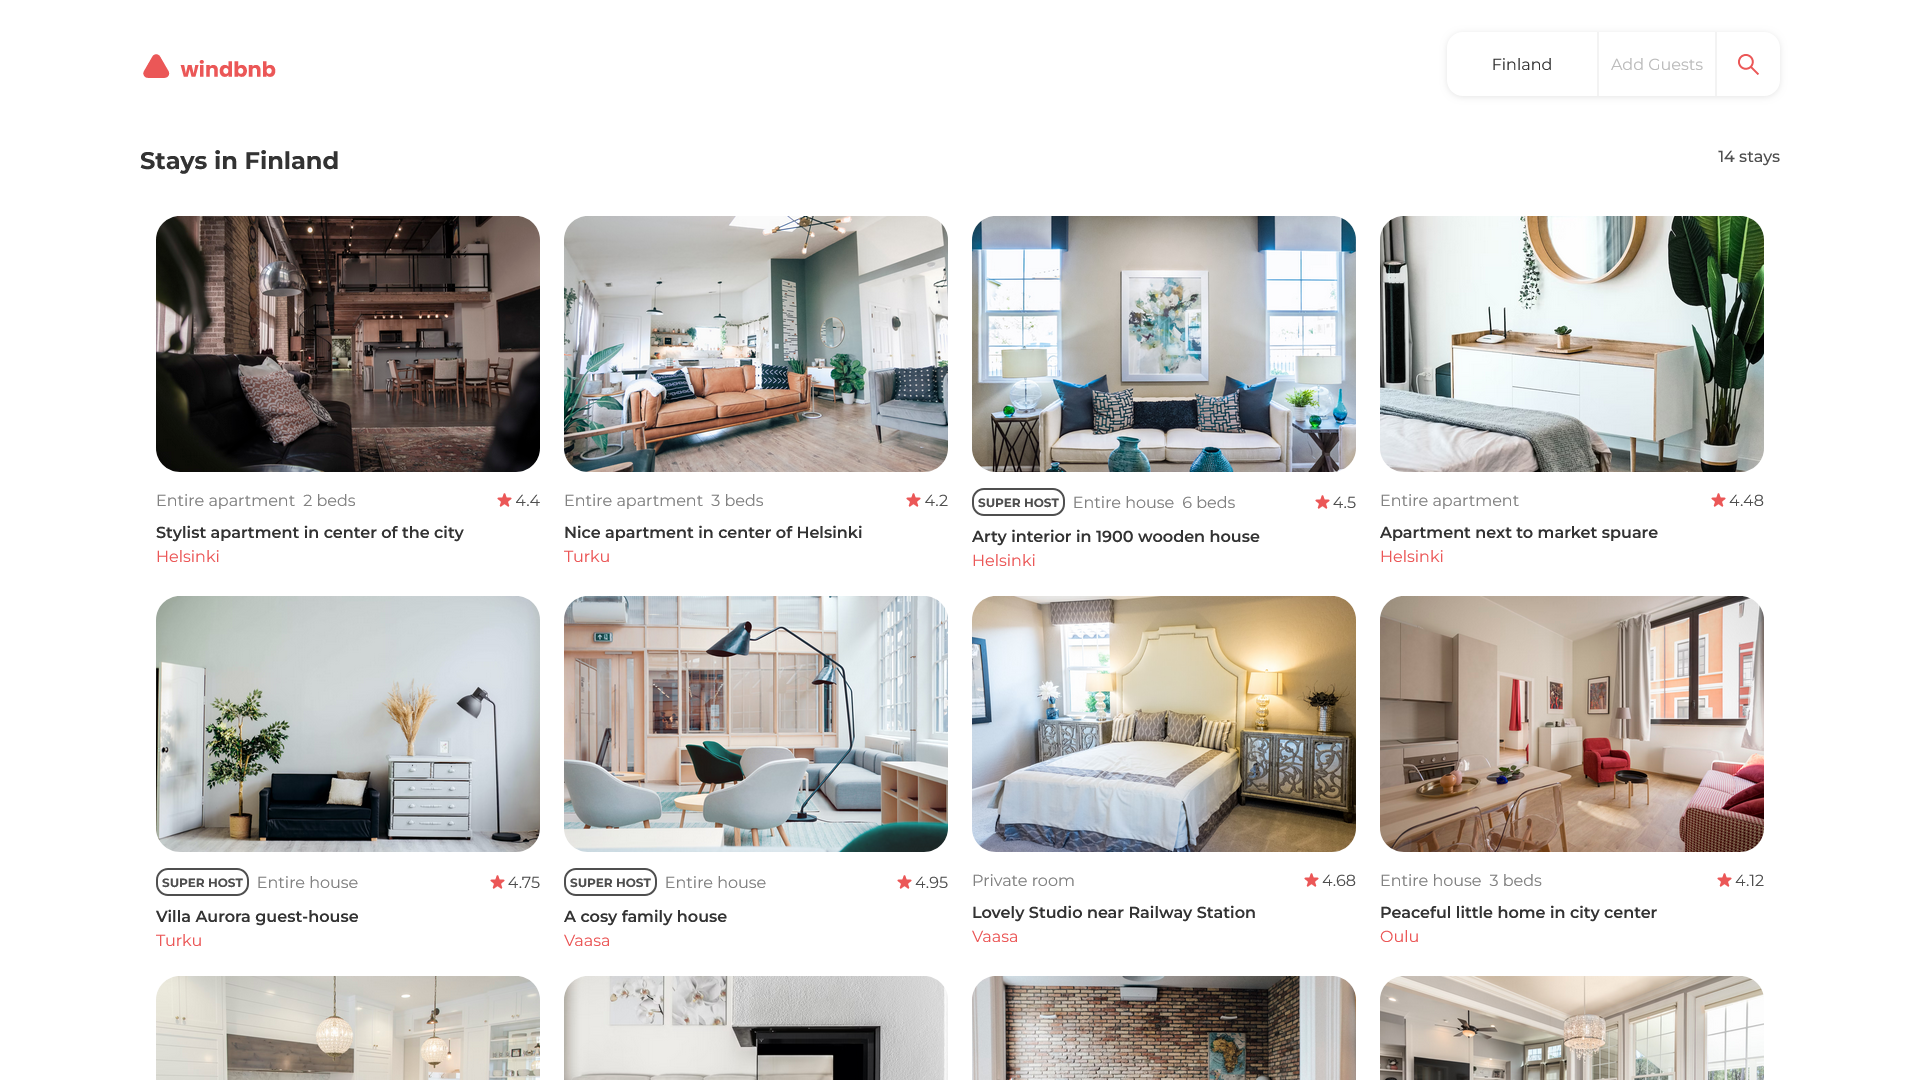 windbnb
Finland
Add Guests
Stays in Finland
14 stays
Entire apartment 2 beds
4.4
Stylist apartment in center of the city
Helsinki
Entire apartment 3 beds
4.2
Nice apartment in center of Helsinki
Turku
SUPER HOST
Entire house 6 beds
4.5
Arty interior in 1900 wooden house
Helsinki
Entire apartment
4.48
Apartment next to market spuare
Helsinki
SUPER HOST
Entire house
4.75
Villa Aurora guest-house
Turku
SUPER HOST
Entire house
4.95
A cosy family house
Vaasa
Private room
4.68
Lovely Studio near Railway Station
Vaasa
Entire house 3 beds
4.12
Peaceful little home in city center
Oulu